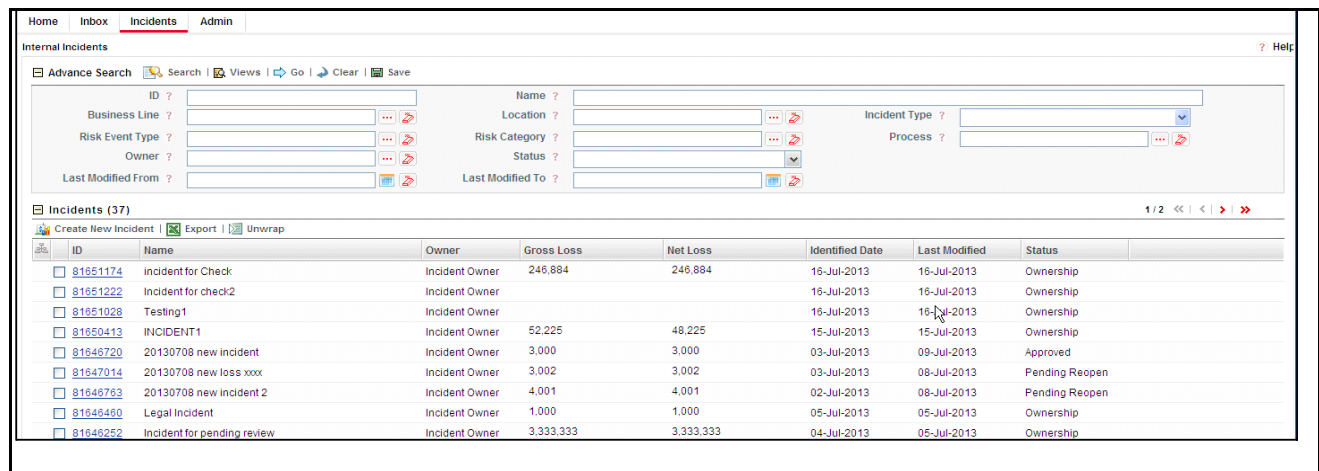 Home Inbox Incidents Admin
Internal Incidents ? Help
Advance Search Search | Views | Go | Clear | Save
ID ? Name ?
Business Line ? ... Location ? ... Incident Type ?
Risk Event Type ? ... Risk Category ? ... Process ? ...
Owner ? ... Status ?
Last Modified From ? Last Modified To ?
Incidents (37) 1 / 2
Create New Incident | Export | Unwrap
ID Name Owner Gross Loss Net Loss Identified Date Last Modified Status
81651174 incident for Check Incident Owner 246,884 246,884 16-Jul-2013 16-Jul-2013 Ownership
81651222 Incident for check2 Incident Owner 16-Jul-2013 16-Jul-2013 Ownership
81651028 Testing1 Incident Owner 16-Jul-2013 16-Jul-2013 Ownership
81650413 INCIDENT1 Incident Owner 52,225 48,225 15-Jul-2013 15-Jul-2013 Ownership
81646720 20130708 new incident Incident Owner 3,000 3,000 03-Jul-2013 09-Jul-2013 Approved
81647014 20130708 new loss xxxx Incident Owner 3,002 3,002 03-Jul-2013 08-Jul-2013 Pending Reopen
81646763 20130708 new incident 2 Incident Owner 4,001 4,001 02-Jul-2013 08-Jul-2013 Pending Reopen
81646460 Legal Incident Incident Owner 1,000 1,000 05-Jul-2013 05-Jul-2013 Ownership
81646252 Incident for pending review Incident Owner 3,333,333 3,333,333 04-Jul-2013 05-Jul-2013 Ownership